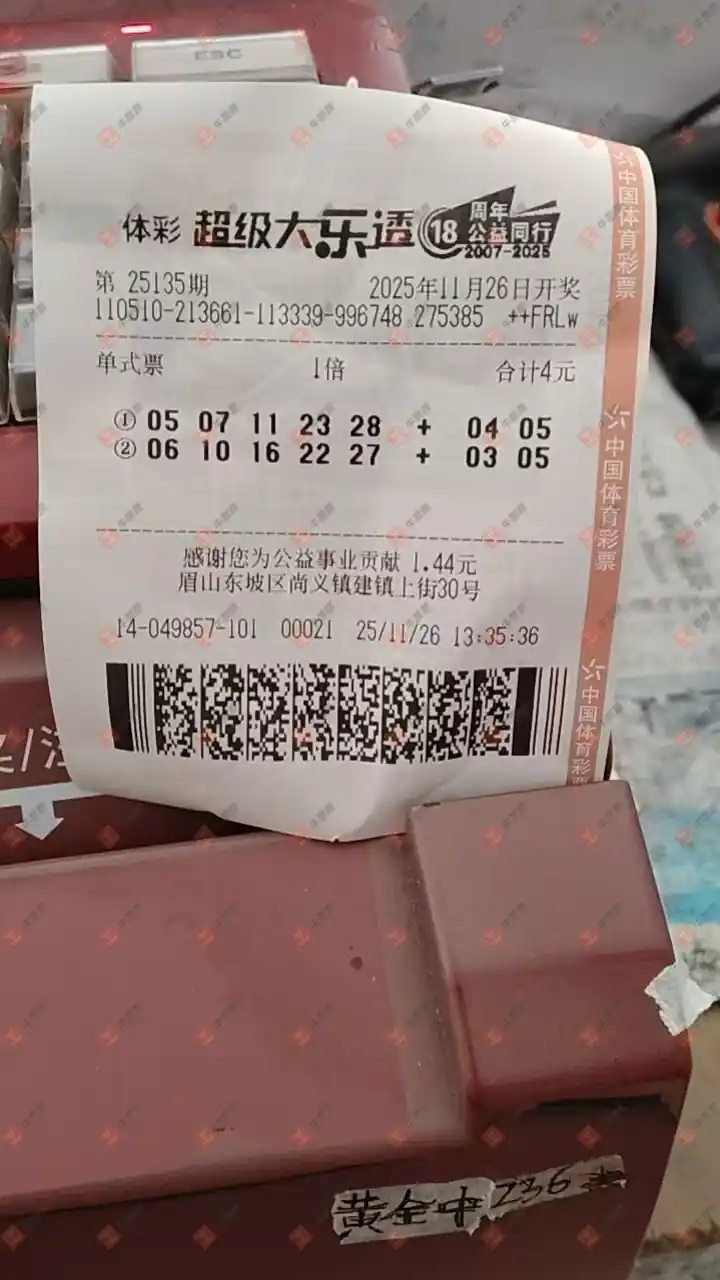 ESC
体彩 超级大乐透 18 周年
公益同行
2007-2025
第 25135期 2025年11月26日开奖
110510-213661-113339-996748 275385 ++FRLw
单式票 1倍 合计4元
① 05 07 11 23 28 + 04 05
② 06 10 16 22 27 + 03 05
感谢您为公益事业贡献 1.44元
眉山东坡区尚义镇建镇上街30号
14-049857-101 00021 25/11/26 13:35:36
中国体育彩票
中国体育彩票
中国体育彩
黄全中 236